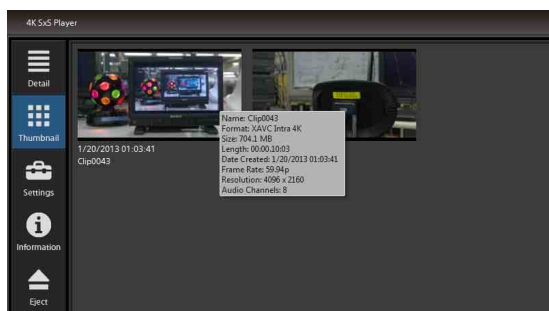 4K SxS Player
Detail
Thumbnail
Settings
Information
Eject
1/20/2013 01:03:41
Clip0043
Name: Clip0043
Format: XAVC Intra 4K
Size: 704.1 MB
Length: 00:00.10:03
Date Created: 1/20/2013 01:03:41
Frame Rate: 59.94p
Resolution: 4096 x 2160
Audio Channels: 8